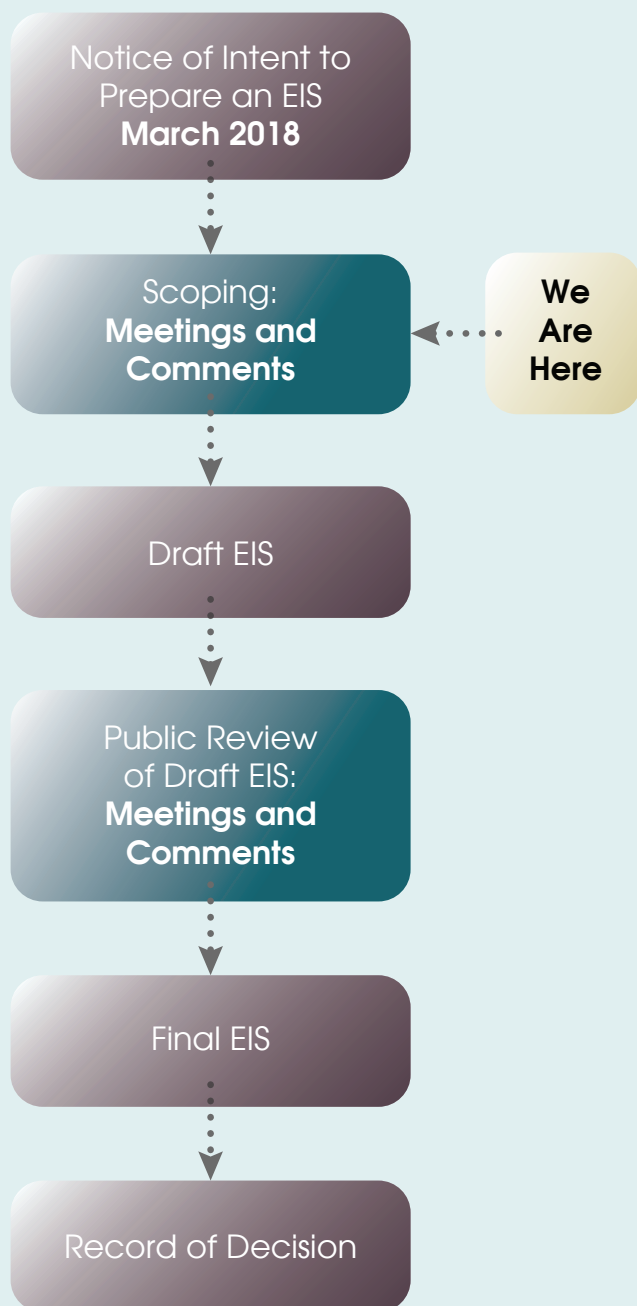 Notice of Intent to
Prepare an EIS
March 2018
Scoping:
Meetings and
Comments
We
Are
Here
Draft EIS
Public Review
of Draft EIS:
Meetings and
Comments
Final EIS
Record of Decision